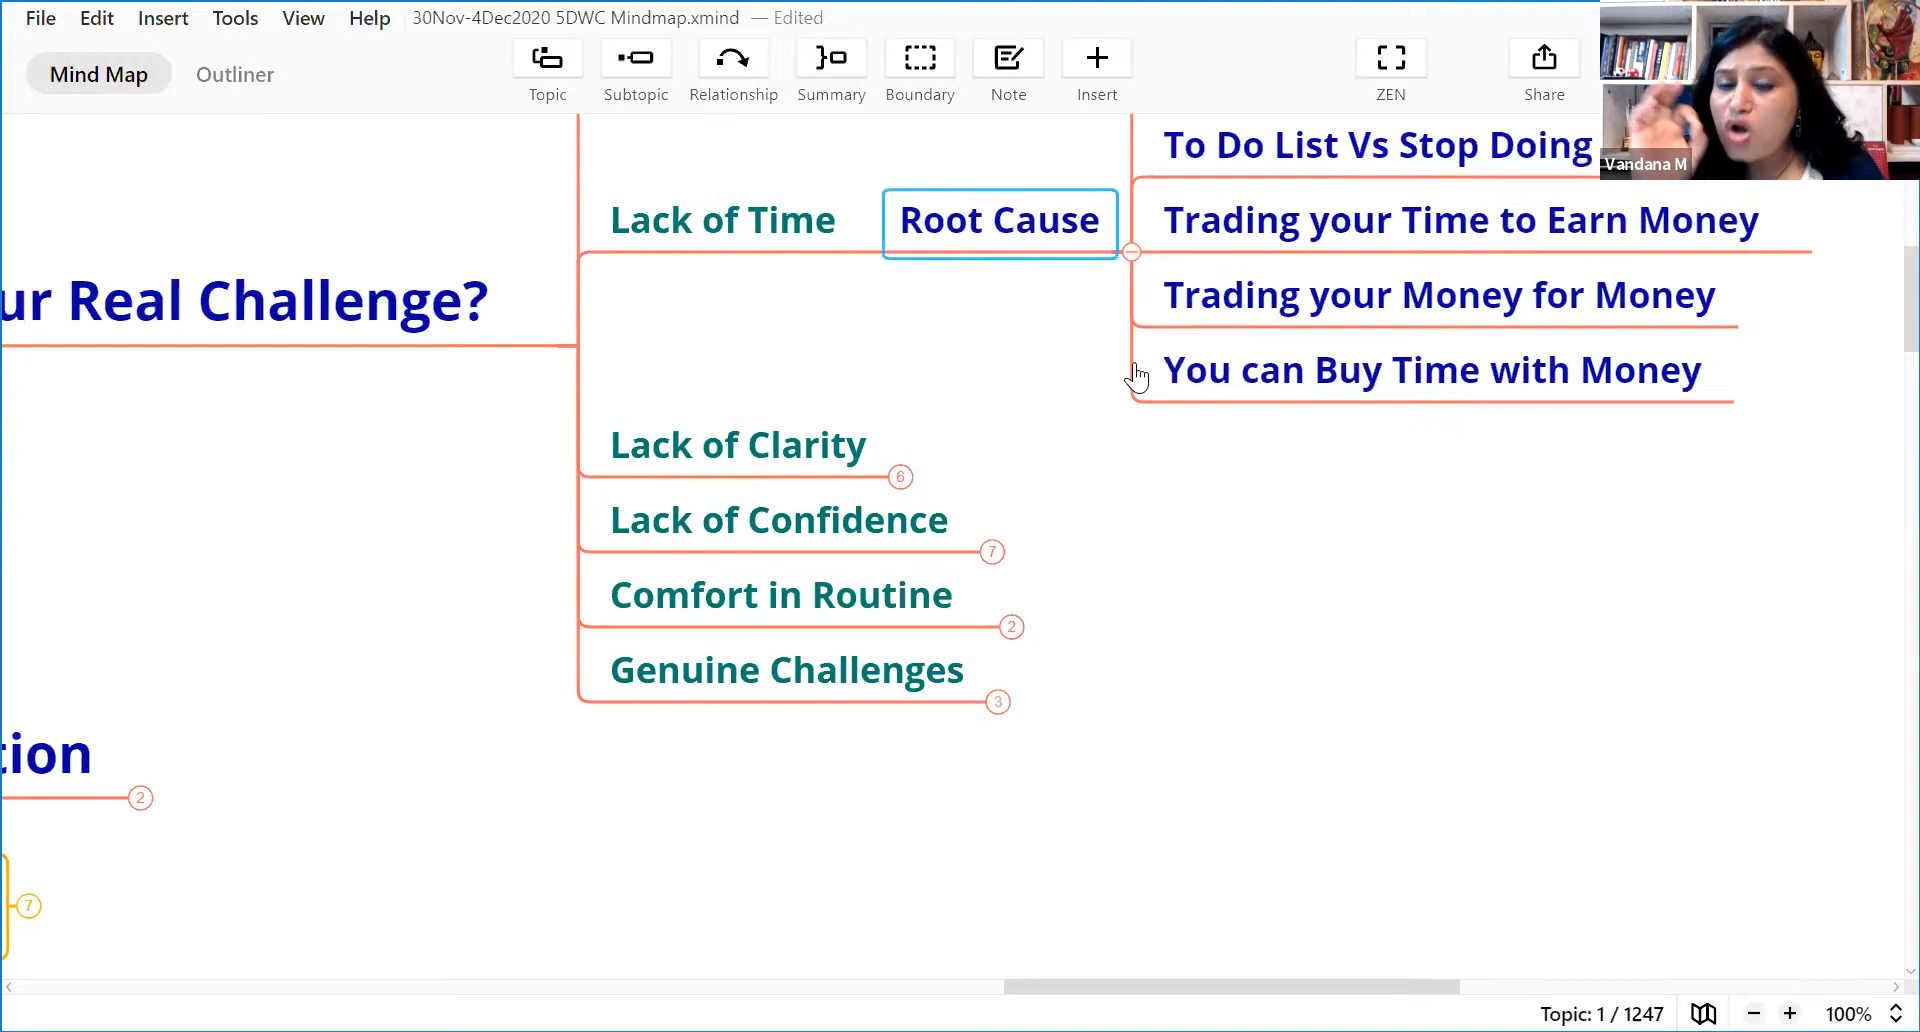 File Edit Insert Tools View Help 30Nov-4Dec2020 5DWC Mindmap.xmind — Edited
Mind Map Outliner
Topic Subtopic Relationship Summary Boundary Note Insert ZEN Share
Vandana M
To Do List Vs Stop Doing
Lack of Time Root Cause Trading your Time to Earn Money
ur Real Challenge? Trading your Money for Money
You can Buy Time with Money
Lack of Clarity 6
Lack of Confidence 7
Comfort in Routine 2
Genuine Challenges 3
tion 2
7
Topic: 1 / 1247 100%